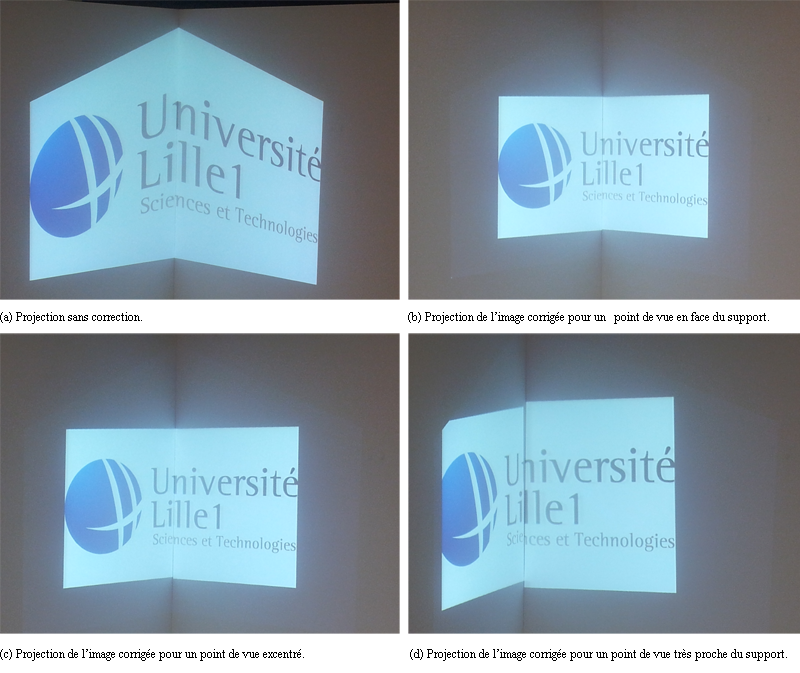 Université
Lille1
Sciences et Technologies
(a) Projection sans correction.
Université
Lille1
Sciences et Technologies
(b) Projection de l'image corrigée pour un point de vue en face du support.
Université
Lille1
Sciences et Technologies
(c) Projection de l'image corrigée pour un point de vue excentré.
Université
Lille1
Sciences et Technologies
(d) Projection de l'image corrigée pour un point de vue très proche du support.